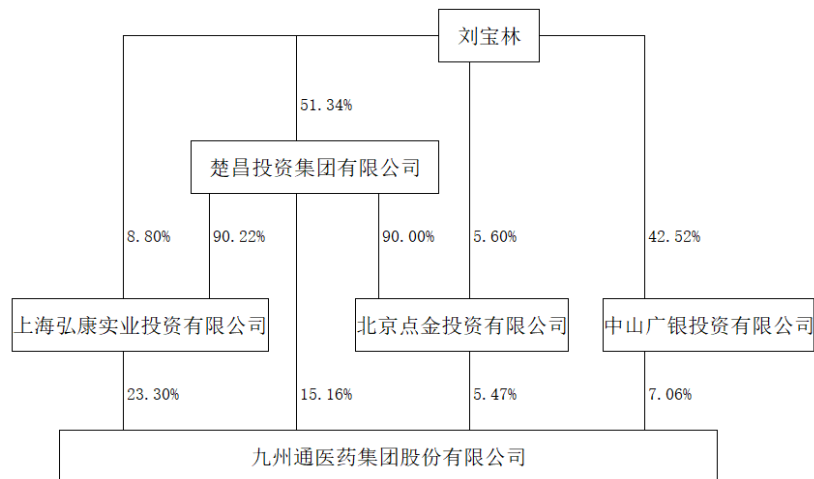 刘宝林
51.34%
楚昌投资集团有限公司
8.80%
90.22%
90.00%
5.60%
42.52%
上海弘康实业投资有限公司
北京点金投资有限公司
中山广银投资有限公司
23.30%
15.16%
5.47%
7.06%
九州通医药集团股份有限公司